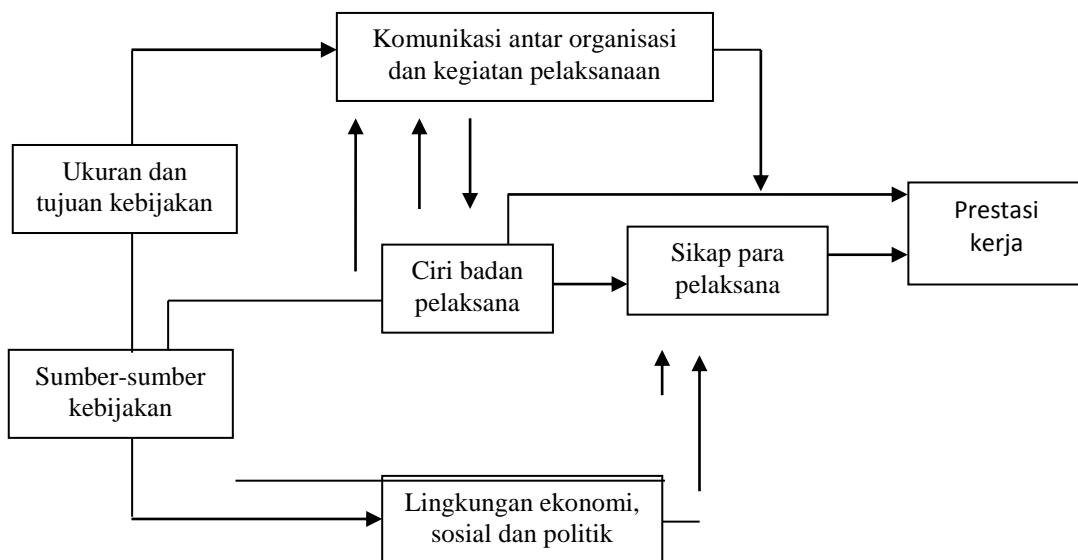 Komunikasi antar organisasi
dan kegiatan pelaksanaan
Ukuran dan
tujuan kebijakan
Prestasi
kerja
Ciri badan
pelaksana
Sikap para
pelaksana
Sumber-sumber
kebijakan
Lingkungan ekonomi,
sosial dan politik